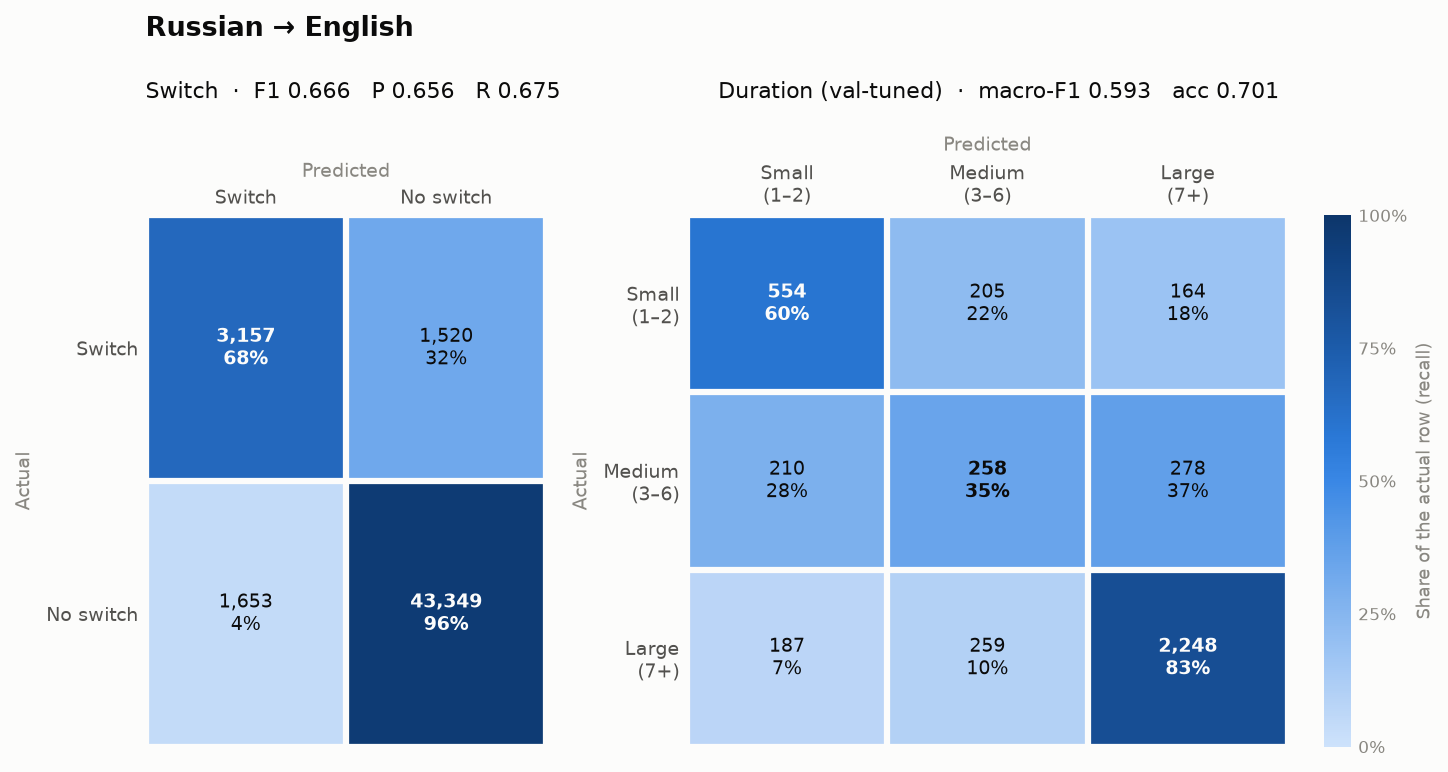 Russian → English
Switch · F1 0.666 P 0.656 R 0.675
Duration (val-tuned) · macro-F1 0.593 acc 0.701
Predicted
Switch
No switch
Actual
Switch
3,157
68%
1,520
32%
No switch
1,653
4%
43,349
96%
Predicted
Small
(1–2)
Medium
(3–6)
Large
(7+)
Actual
Small
(1–2)
554
60%
205
22%
164
18%
Medium
(3–6)
210
28%
258
35%
278
37%
Large
(7+)
187
7%
259
10%
2,248
83%
100%
75%
50%
25%
0%
Share of the actual row (recall)